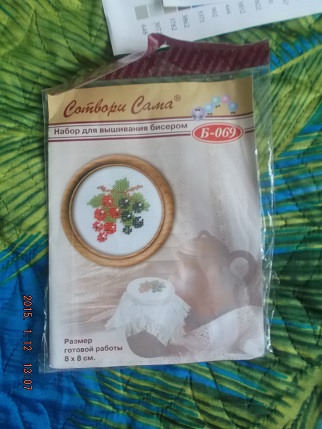 Сотвори Сама®
Набор для вышивания бисером
Б-069
Размер
готовой работы
8 х 8 см.
2015 1 12 13:07